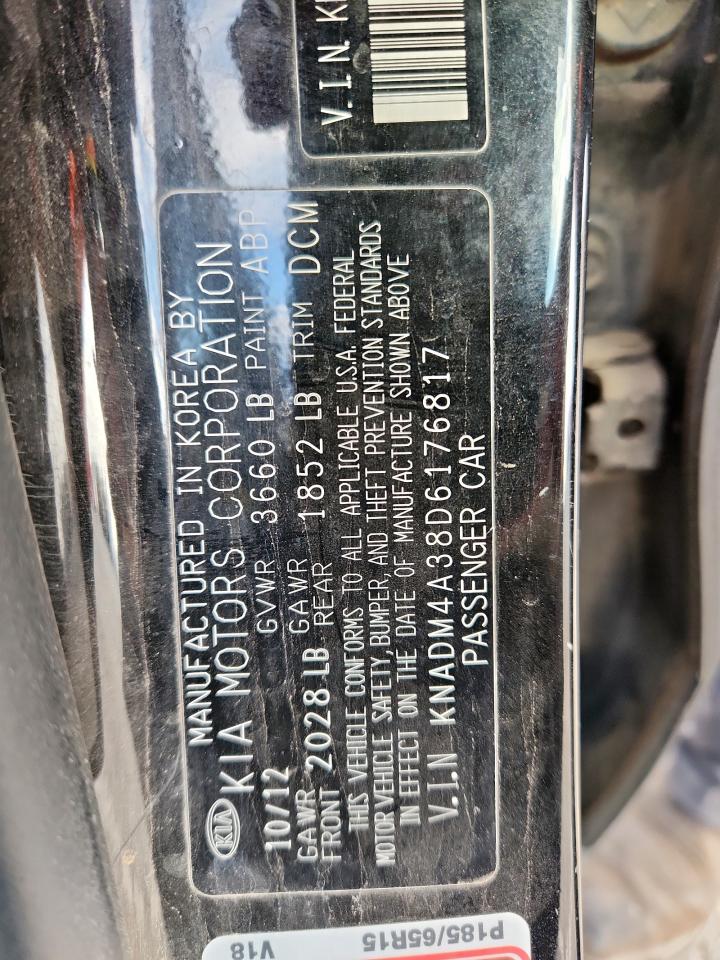 V.I.N.
MANUFACTURED IN KOREA BY
KIA KIA MOTORS CORPORATION
10/12 GVWR 3660 LB PAINT ABP
GAWR FRONT 2028 LB GAWR REAR 1852 LB TRIM DCM
THIS VEHICLE CONFORMS TO ALL APPLICABLE U.S.A. FEDERAL
MOTOR VEHICLE SAFETY, BUMPER, AND THEFT PREVENTION STANDARDS
IN EFFECT ON THE DATE OF MANUFACTURE SHOWN ABOVE
V.I.N KNADM4A38D6176817
PASSENGER CAR
P185/65R15
V18